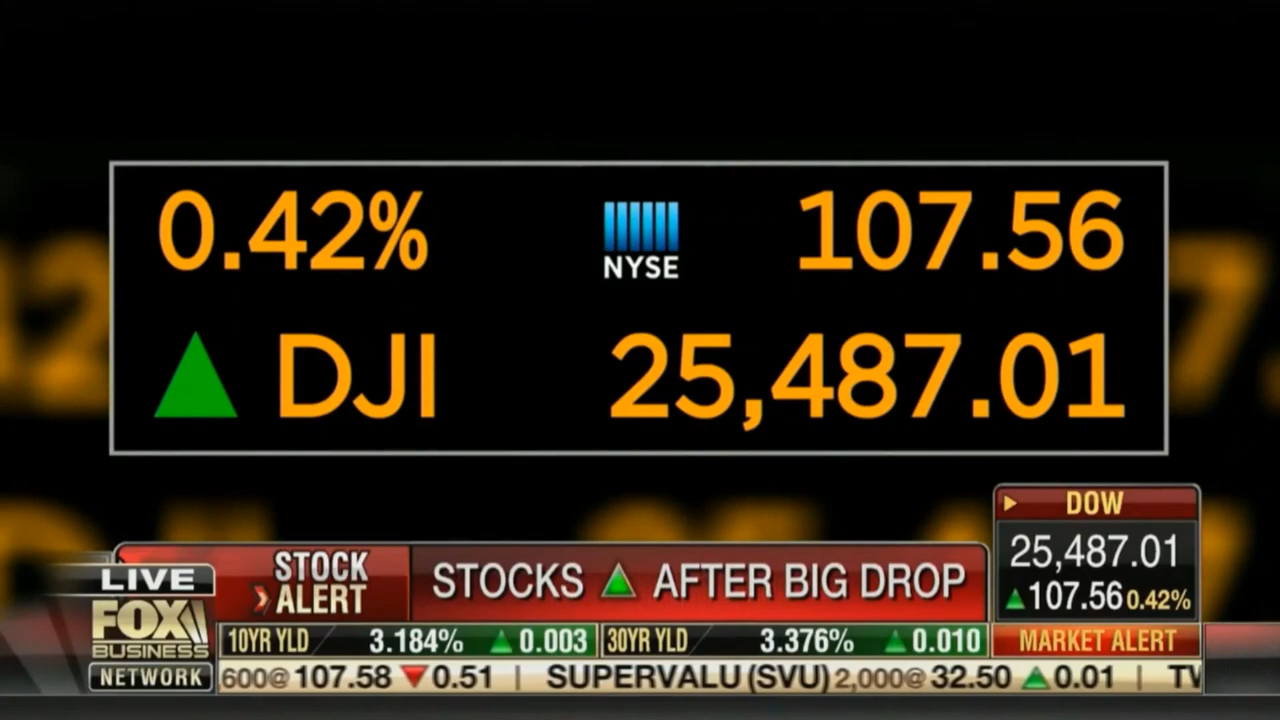 0.42%
NYSE
107.56
▲ DJI
25,487.01
DOW
25,487.01
▲107.56 0.42%
STOCK
ALERT
STOCKS ▲ AFTER BIG DROP
LIVE
FOX
BUSINESS
NETWORK
10YR YLD 3.184% ▲ 0.003
30YR YLD 3.376% ▲ 0.010
MARKET ALERT
600@ 107.58 ▼ 0.51 | SUPERVALU (SVU) 2,000@ 32.50 ▲ 0.01 | TV